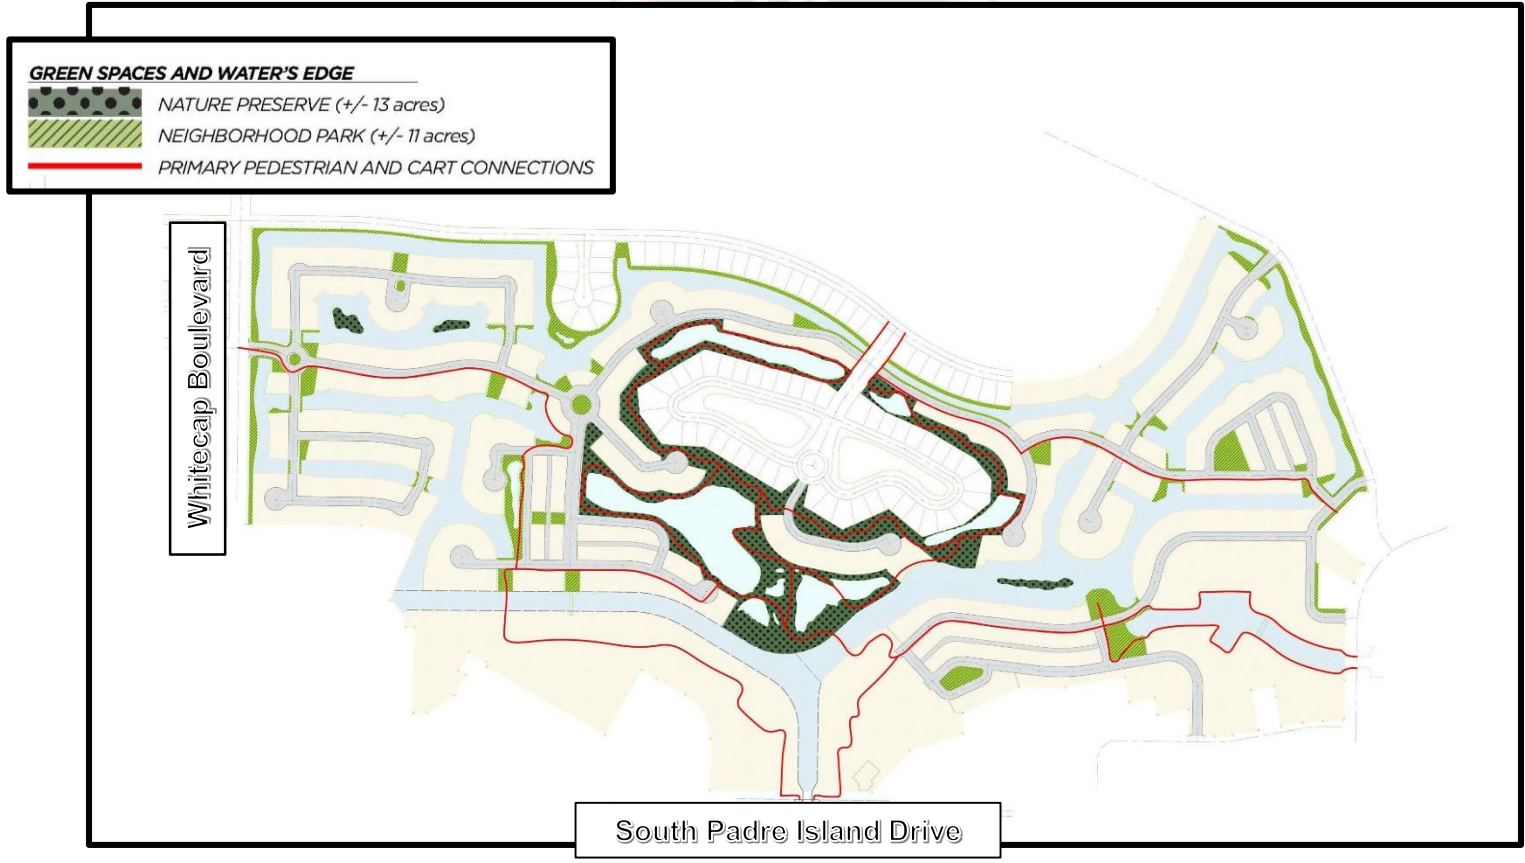 GREEN SPACES AND WATER'S EDGE
NATURE PRESERVE (+/- 13 acres)
NEIGHBORHOOD PARK (+/- 11 acres)
PRIMARY PEDESTRIAN AND CART CONNECTIONS
Whitecap Boulevard
South Padre Island Drive